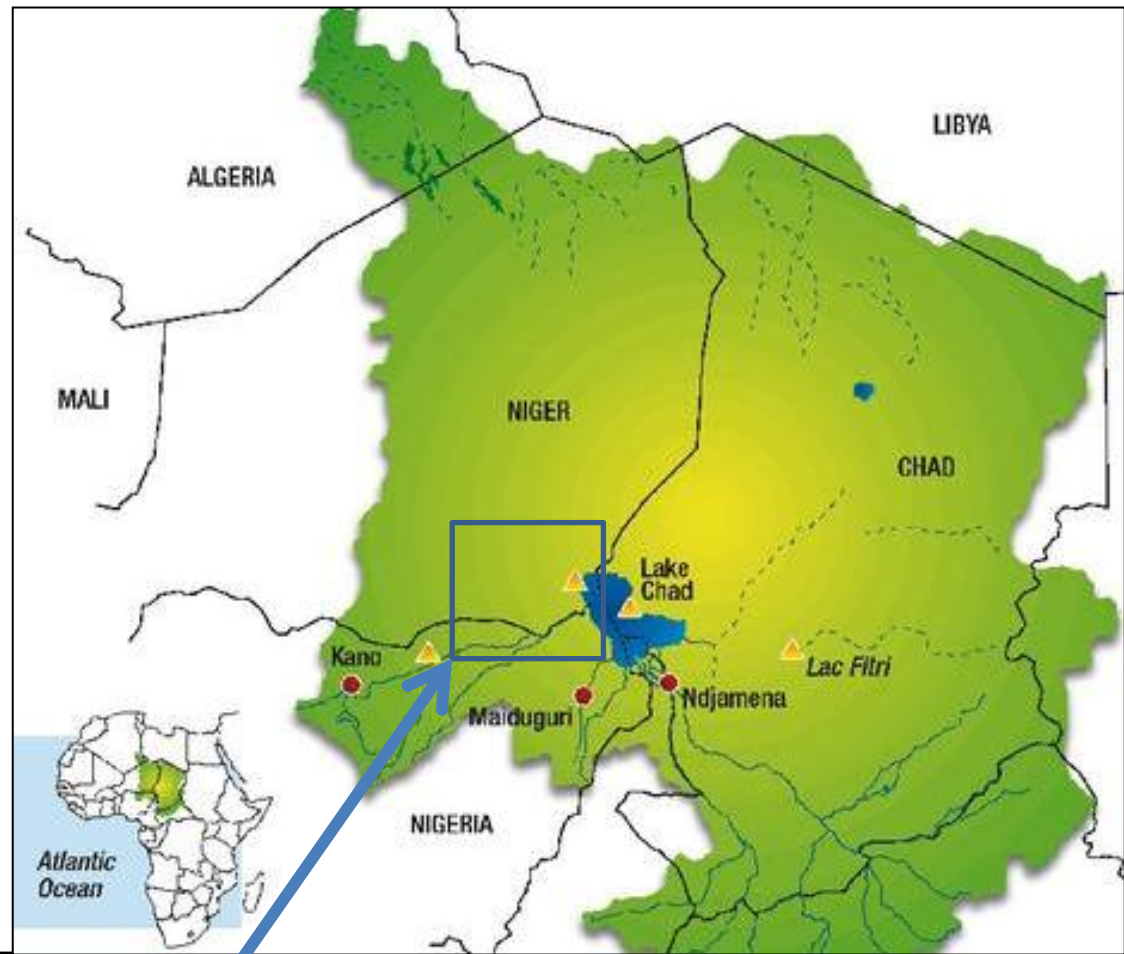 LIBYA
ALGERIA
MALI
NIGER
CHAD
Lake
Chad
Kano
Lac Fitri
Maiduguri
Ndjamena
NIGERIA
Atlantic
Ocean